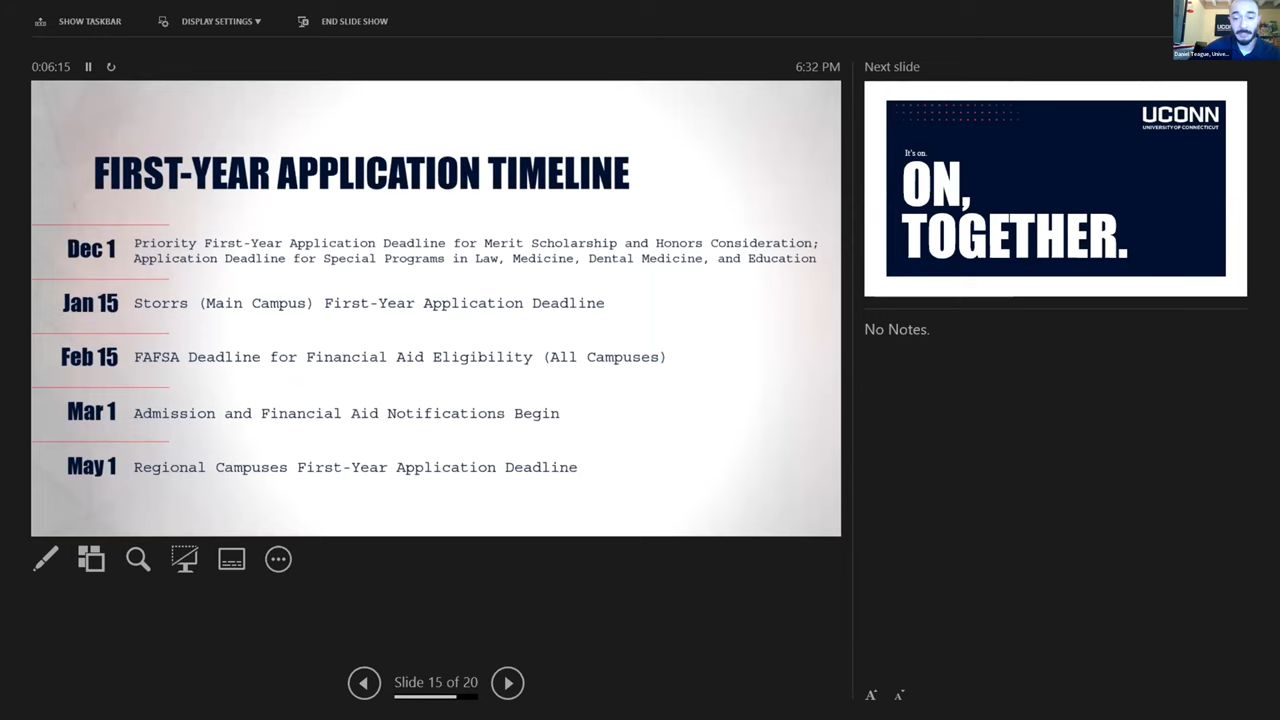 SHOW TASKBAR
DISPLAY SETTINGS ▼
END SLIDE SHOW
Daniel Teague, Unive...
0:06:15
6:32 PM
Next slide
FIRST-YEAR APPLICATION TIMELINE
Dec 1
Priority First-Year Application Deadline for Merit Scholarship and Honors Consideration;
Application Deadline for Special Programs in Law, Medicine, Dental Medicine, and Education
Jan 15
Storrs (Main Campus) First-Year Application Deadline
Feb 15
FAFSA Deadline for Financial Aid Eligibility (All Campuses)
Mar 1
Admission and Financial Aid Notifications Begin
May 1
Regional Campuses First-Year Application Deadline
UCONN
UNIVERSITY OF CONNECTICUT
It's on.
ON,
TOGETHER.
No Notes.
Slide 15 of 20
A
A